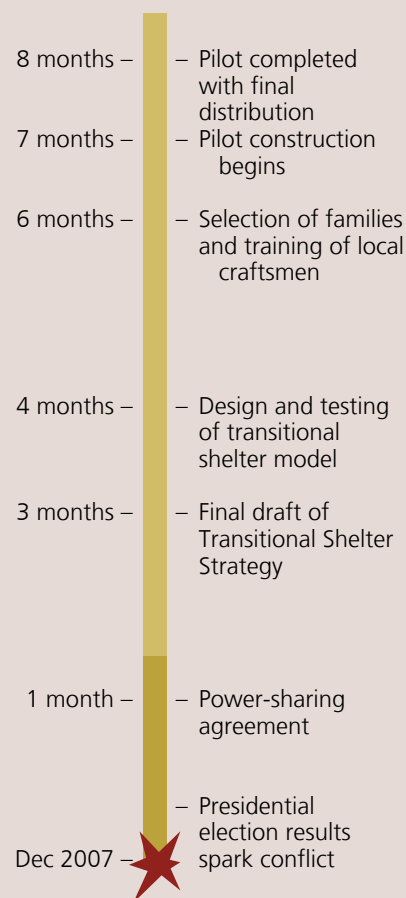 8 months – – Pilot completed
with final
distribution
7 months – – Pilot construction
begins
6 months – – Selection of families
and training of local
craftsmen
4 months – – Design and testing
of transitional
shelter model
3 months – – Final draft of
Transitional Shelter
Strategy
1 month – – Power-sharing
agreement
– Presidential
election results
Dec 2007 – spark conflict